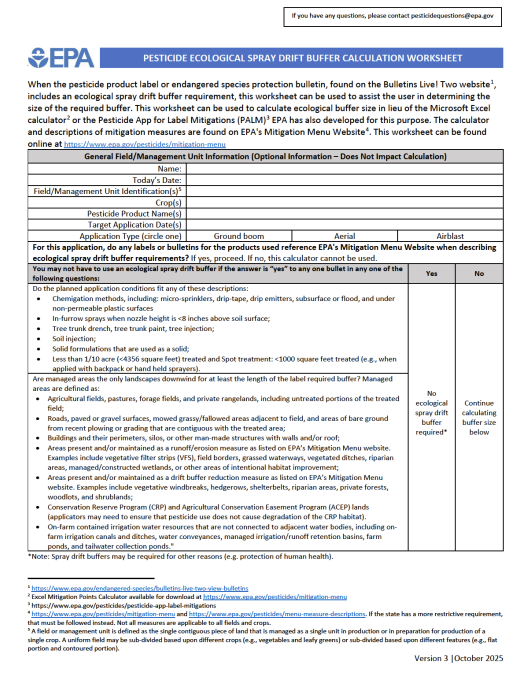 If you have any questions, please contact pesticidequestions@epa.gov
EPA
PESTICIDE ECOLOGICAL SPRAY DRIFT BUFFER CALCULATION WORKSHEET
When the pesticide product label or endangered species protection bulletin, found on the Bulletins Live! Two website¹,
includes an ecological spray drift buffer requirement, this worksheet can be used to assist the user in determining the
size of the required buffer. This worksheet can be used to calculate ecological buffer size in lieu of the Microsoft Excel
calculator² or the Pesticide App for Label Mitigations (PALM)³ EPA has also developed for this purpose. The calculator
and descriptions of mitigation measures are found on EPA's Mitigation Menu Website⁴. This worksheet can be found
online at https://www.epa.gov/pesticides/mitigation-menu
General Field/Management Unit Information (Optional Information – Does Not Impact Calculation)
Name:
Today's Date:
Field/Management Unit Identification(s)⁵
Crop(s)
Pesticide Product Name(s)
Target Application Date(s)
Application Type (circle one) Ground boom Aerial Airblast
For this application, do any labels or bulletins for the products used reference EPA's Mitigation Menu Website when describing
ecological spray drift buffer requirements? If yes, proceed. If no, this calculator cannot be used.
You may not have to use an ecological spray drift buffer if the answer is "yes" to any one bullet in any one of the
following questions:
Yes
No
Do the planned application conditions fit any of these descriptions:
• Chemigation methods, including: micro-sprinklers, drip-tape, drip emitters, subsurface or flood, and under
non-permeable plastic surfaces
• In-furrow sprays when nozzle height is <8 inches above soil surface;
• Tree trunk drench, tree trunk paint, tree injection;
• Soil injection;
• Solid formulations that are used as a solid;
• Less than 1/10 acre (<4356 square feet) treated and Spot treatment: <1000 square feet treated (e.g., when
applied with backpack or hand held sprayers).
Are managed areas the only landscapes downwind for at least the length of the label required buffer? Managed
areas are defined as:
• Agricultural fields, pastures, forage fields, and private rangelands, including untreated portions of the treated
field;
• Roads, paved or gravel surfaces, mowed grassy/fallowed areas adjacent to field, and areas of bare ground
from recent plowing or grading that are contiguous with the treated area;
• Buildings and their perimeters, silos, or other man-made structures with walls and/or roof;
• Areas present and/or maintained as a runoff/erosion measure as listed on EPA's Mitigation Menu website.
Examples include vegetative filter strips (VFS), field borders, grassed waterways, vegetated ditches, riparian
areas, managed/constructed wetlands, or other areas of intentional habitat improvement;
• Areas present and/or maintained as a drift buffer reduction measure as listed on EPA's Mitigation Menu
website. Examples include vegetative windbreaks, hedgerows, shelterbelts, riparian areas, private forests,
woodlots, and shrublands;
• Conservation Reserve Program (CRP) and Agricultural Conservation Easement Program (ACEP) lands
(applicators may need to ensure that pesticide use does not cause degradation of the CRP habitat).
• On-farm contained irrigation water resources that are not connected to adjacent water bodies, including on-
farm irrigation canals and ditches, water conveyances, managed irrigation/runoff retention basins, farm
ponds, and tailwater collection ponds."
No
ecological
spray drift
buffer
required*
Continue
calculating
buffer size
below
*Note: Spray drift buffers may be required for other reasons (e.g. protection of human health).
¹ https://www.epa.gov/endangered-species/bulletins-live-two-view-bulletins
² Excel Mitigation Points Calculator available for download at https://www.epa.gov/pesticides/mitigation-menu
³ https://www.epa.gov/pesticides/pesticide-app-label-mitigations
⁴ https://www.epa.gov/pesticides/mitigation-menu and https://www.epa.gov/pesticides/menu-measure-descriptions. If the state has a more restrictive requirement,
that must be followed instead. Not all measures are applicable to all fields and crops.
⁵ A field or management unit is defined as the single contiguous piece of land that is managed as a single unit in production or in preparation for production of a
single crop. A uniform field may be sub-divided based upon different crops (e.g., vegetables and leafy greens) or sub-divided based upon different features (e.g., flat
portion and contoured portion).
Version 3 |October 2025